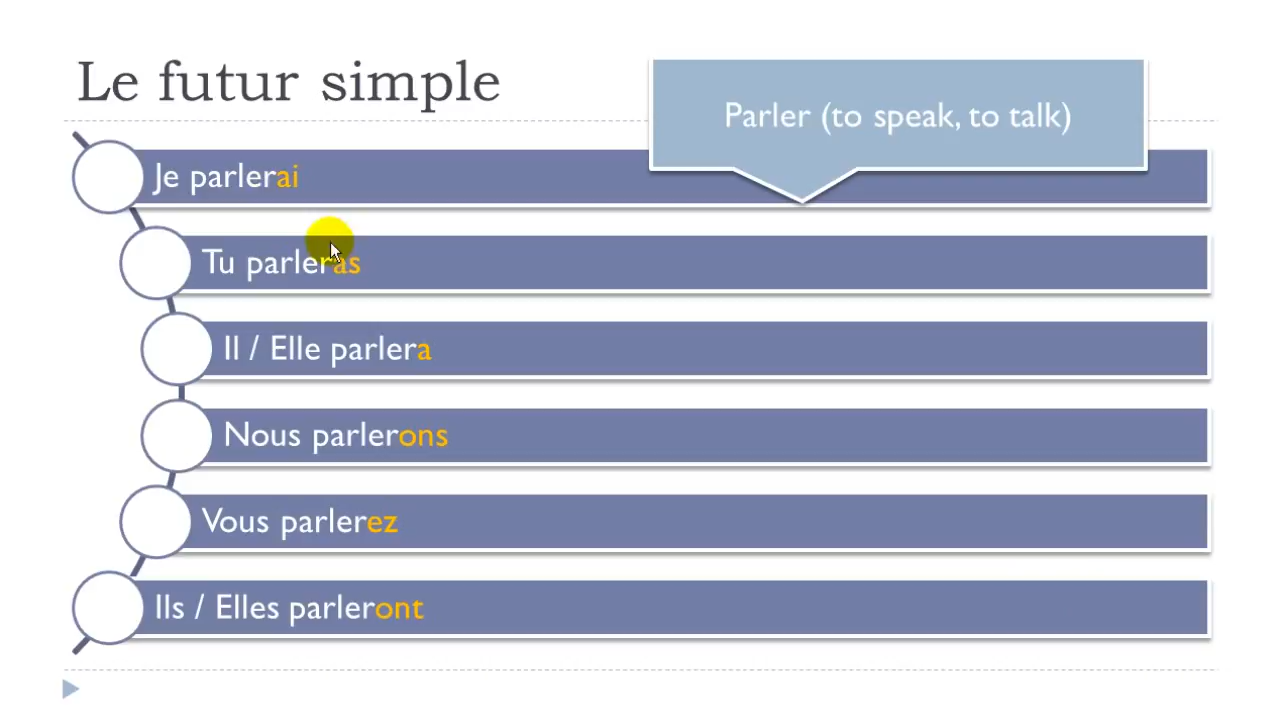 Le futur simple
Parler (to speak, to talk)
Je parlerai
Tu parleras
Il / Elle parlera
Nous parlerons
Vous parlerez
Ils / Elles parleront